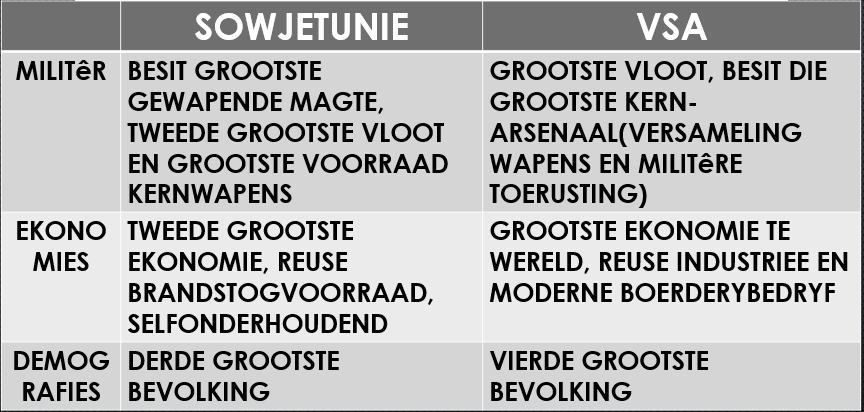 SOWJETUNIE VSA
MILITêR
BESIT GROOTSTE
GEWAPENDE MAGTE,
TWEEDE GROOTSTE VLOOT
EN GROOTSTE VOORRAAD
KERNWAPENS
GROOTSTE VLOOT, BESIT DIE
GROOTSTE KERN-
ARSENAAL(VERSAMELING
WAPENS EN MILITêRE
TOERUSTING)
EKONO
MIES
TWEEDE GROOTSTE
EKONOMIE, REUSE
BRANDSTOGVOORRAAD,
SELFONDERHOUDEND
GROOTSTE EKONOMIE TE
WERELD, REUSE INDUSTRIEE EN
MODERNE BOERDERYBEDRYF
DEMOG
RAFIES
DERDE GROOTSTE
BEVOLKING
VIERDE GROOTSTE
BEVOLKING